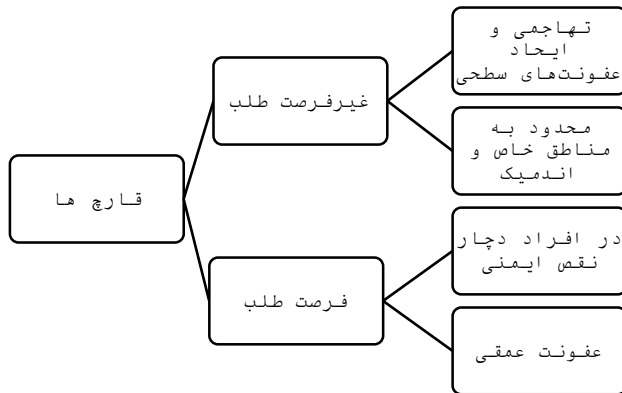 قارچ ها
غیرفرصت طلب
تهاجمی و
ایحاد
عفونت‌های سطحی
محدود به
مناطق خاص و
اندمیک
فرصت طلب
در افراد دچار
نقص ایمنی
عفونت عمقی